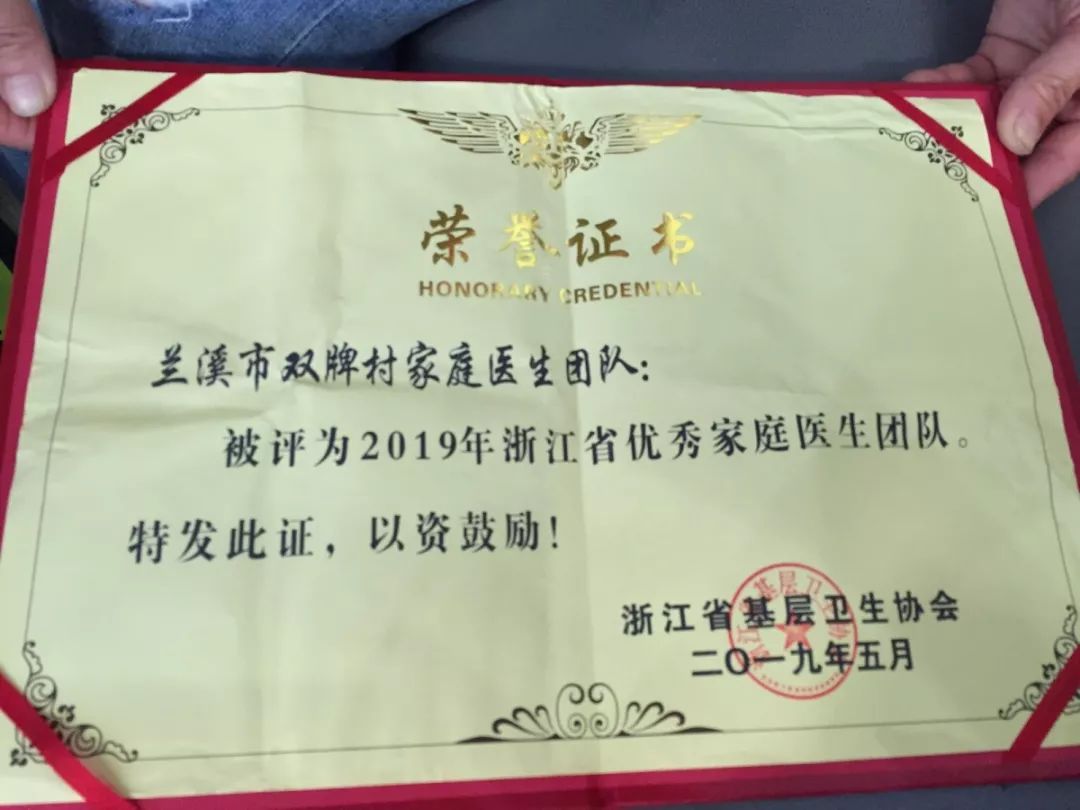 荣誉证书
HONORARY CREDENTIAL
兰溪市双牌村家庭医生团队：
被评为2019年浙江省优秀家庭医生团队。
特发此证，以资鼓励！
浙江省基层卫生协会
二〇一九年五月